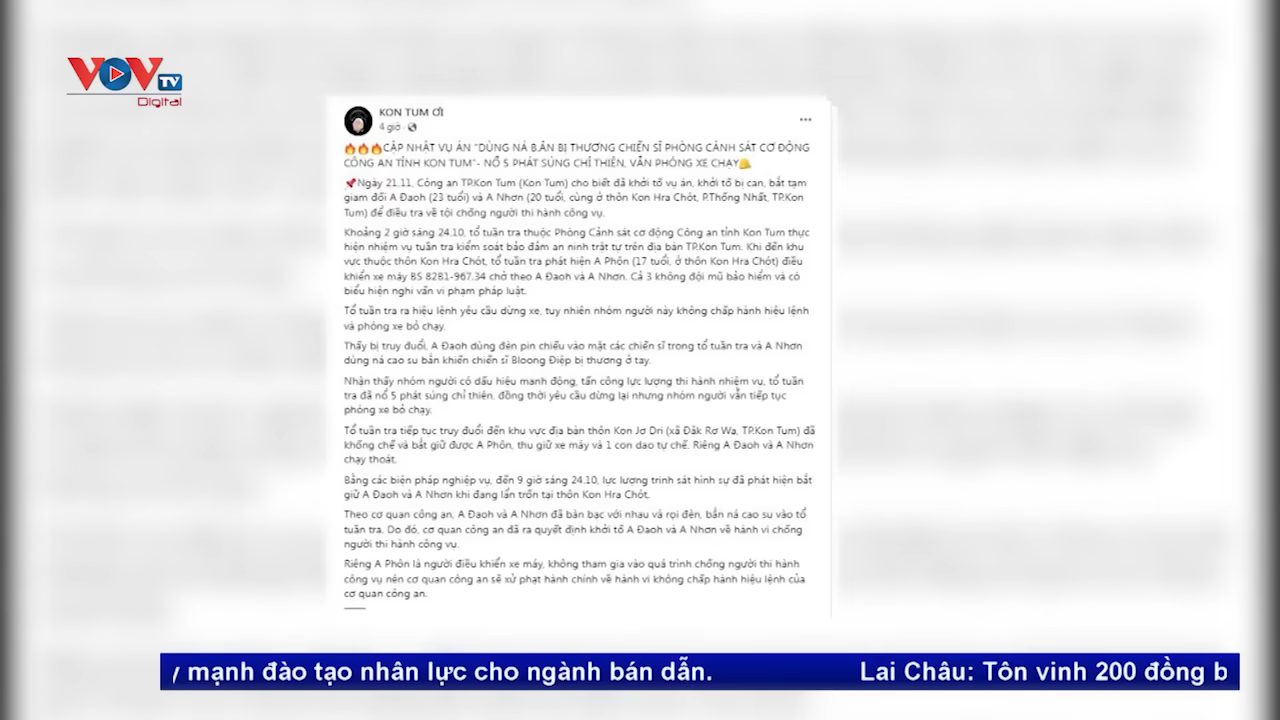 VOV TV
Digital
KON TUM ƠI
4 giờ
CẬP NHẬT VỤ ÁN "DÙNG NÁ B.ẮN BỊ THƯƠNG CHIẾN SĨ PHÒNG CẢNH SÁT CƠ ĐỘNG
CÔNG AN TỈNH KON TUM"- NỔ 5 PHÁT SÚNG CHỈ THIÊN, VẪN PHÓNG XE CHẠY
Ngày 21.11, Công an TP.Kon Tum (Kon Tum) cho biết đã khởi tố vụ án, khởi tố bị can, bắt tạm
giam đối A Đaoh (23 tuổi) và A Nhơn (20 tuổi, cùng ở thôn Kon Hra Chót, P.Thống Nhất, TP.Kon
Tum) để điều tra về tội chống người thi hành công vụ.
Khoảng 2 giờ sáng 24.10, tổ tuần tra thuộc Phòng Cảnh sát cơ động Công an tỉnh Kon Tum thực
hiện nhiệm vụ tuần tra kiểm soát bảo đảm an ninh trật tự trên địa bàn TP.Kon Tum. Khi đến khu
vực thuộc thôn Kon Hra Chót, tổ tuần tra phát hiện A Phôn (17 tuổi, ở thôn Kon Hra Chót) điều
khiển xe máy BS 82B1-967.34 chở theo A Đaoh và A Nhơn. Cả 3 không đội mũ bảo hiểm và có
biểu hiện nghi vấn vi phạm pháp luật.
Tổ tuần tra ra hiệu lệnh yêu cầu dừng xe, tuy nhiên nhóm người này không chấp hành hiệu lệnh
và phóng xe bỏ chạy.
Thấy bị truy đuổi, A Đaoh dùng đèn pin chiếu vào mặt các chiến sĩ trong tổ tuần tra và A Nhơn
dùng ná cao su bắn khiến chiến sĩ Bloong Điệp bị thương ở tay.
Nhận thấy nhóm người có dấu hiệu manh động, tấn công lực lượng thi hành nhiệm vụ, tổ tuần
tra đã nổ 5 phát súng chỉ thiên, đồng thời yêu cầu dừng lại nhưng nhóm người vẫn tiếp tục
phóng xe bỏ chạy.
Tổ tuần tra tiếp tục truy đuổi đến khu vực địa bàn thôn Kon Jơ Dri (xã Đăk Rơ Wa, TP.Kon Tum) đã
khống chế và bắt giữ được A Phôn, thu giữ xe máy và 1 con dao tự chế. Riêng A Đaoh và A Nhơn
chạy thoát.
Bằng các biện pháp nghiệp vụ, đến 9 giờ sáng 24.10, lực lượng trinh sát hình sự đã phát hiện bắt
giữ A Đaoh và A Nhơn khi đang lẩn trốn tại thôn Kon Hra Chót.
Theo cơ quan công an, A Đaoh và A Nhơn đã bàn bạc với nhau và rọi đèn, bắn ná cao su vào tổ
tuần tra. Do đó, cơ quan công an đã ra quyết định khởi tố A Đaoh và A Nhơn về hành vi chống
người thi hành công vụ.
Riêng A Phôn là người điều khiển xe máy, không tham gia vào quá trình chống người thi hành
công vụ nên cơ quan công an sẽ xử phạt hành chính về hành vi không chấp hành hiệu lệnh của
cơ quan công an.
y mạnh đào tạo nhân lực cho ngành bán dẫn. Lai Châu: Tôn vinh 200 đồng b